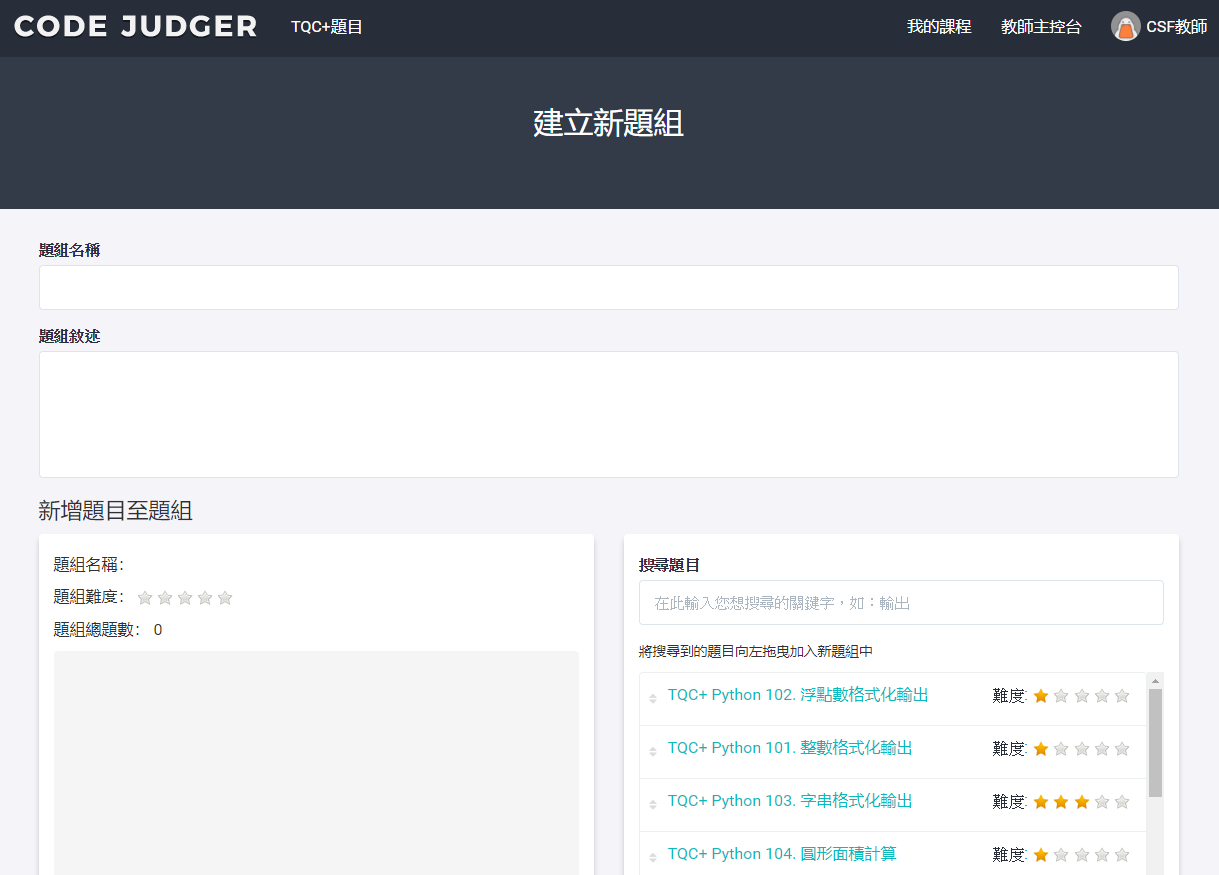 CODE JUDGER TQC+題目 我的課程 教師主控台 CSF教師
建立新題組
題組名稱
題組敘述
新增題目至題組
題組名稱:
題組難度:
題組總題數: 0
搜尋題目
在此輸入您想搜尋的關鍵字，如：輸出
將搜尋到的題目向左拖曳加入新題組中
TQC+ Python 102. 浮點數格式化輸出 難度:
TQC+ Python 101. 整數格式化輸出 難度:
TQC+ Python 103. 字串格式化輸出 難度:
TQC+ Python 104. 圓形面積計算 難度: